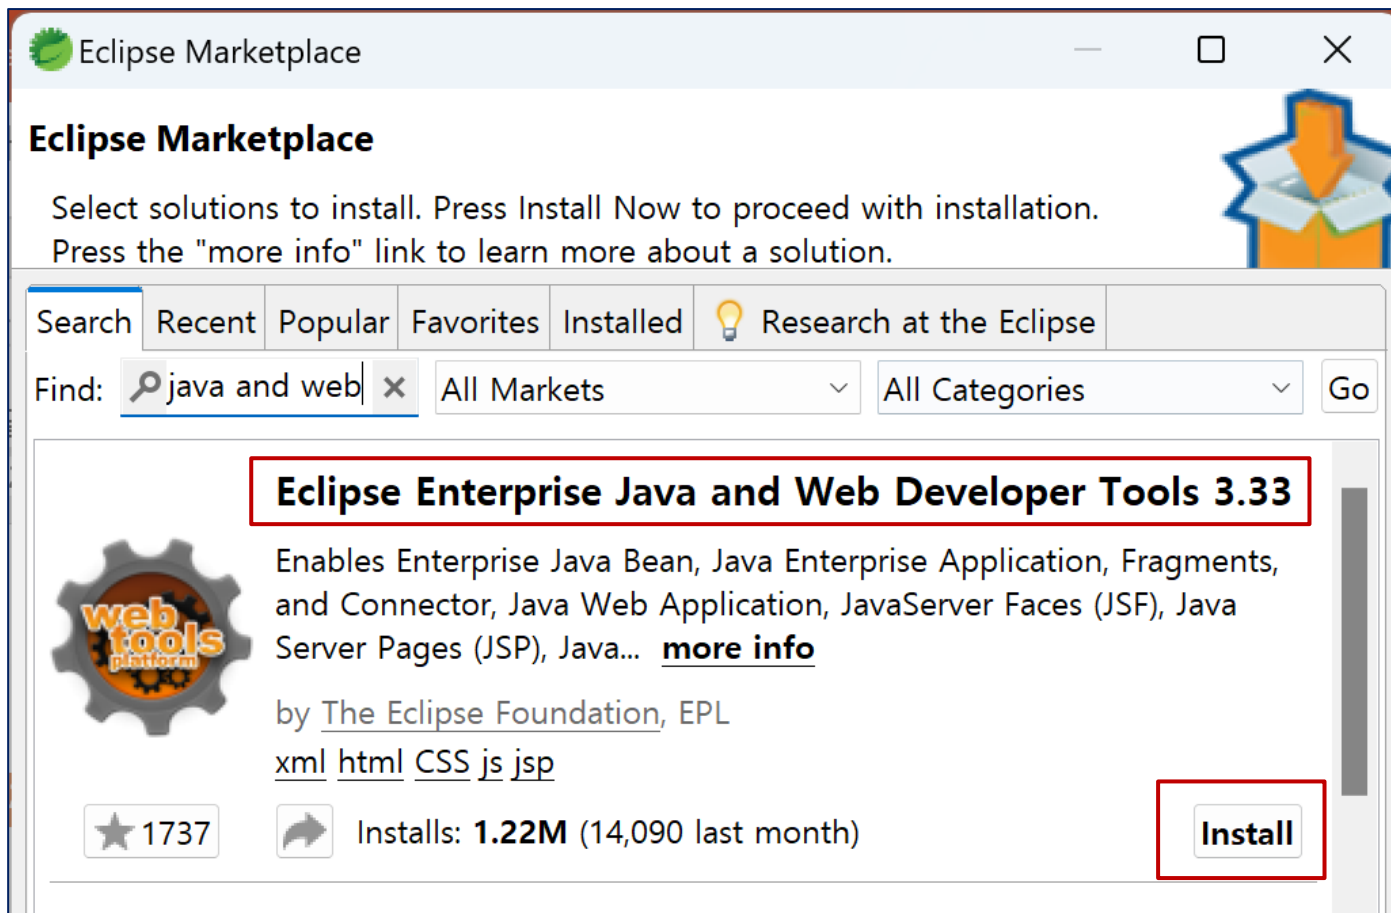 Eclipse Marketplace
Eclipse Marketplace
Select solutions to install. Press Install Now to proceed with installation.
Press the "more info" link to learn more about a solution.
Search Recent Popular Favorites Installed Research at the Eclipse
Find: java and web All Markets All Categories Go
Eclipse Enterprise Java and Web Developer Tools 3.33
Enables Enterprise Java Bean, Java Enterprise Application, Fragments,
and Connector, Java Web Application, JavaServer Faces (JSF), Java
Server Pages (JSP), Java... more info
web
tools
platform
by The Eclipse Foundation, EPL
xml html CSS js jsp
1737 Installs: 1.22M (14,090 last month) Install